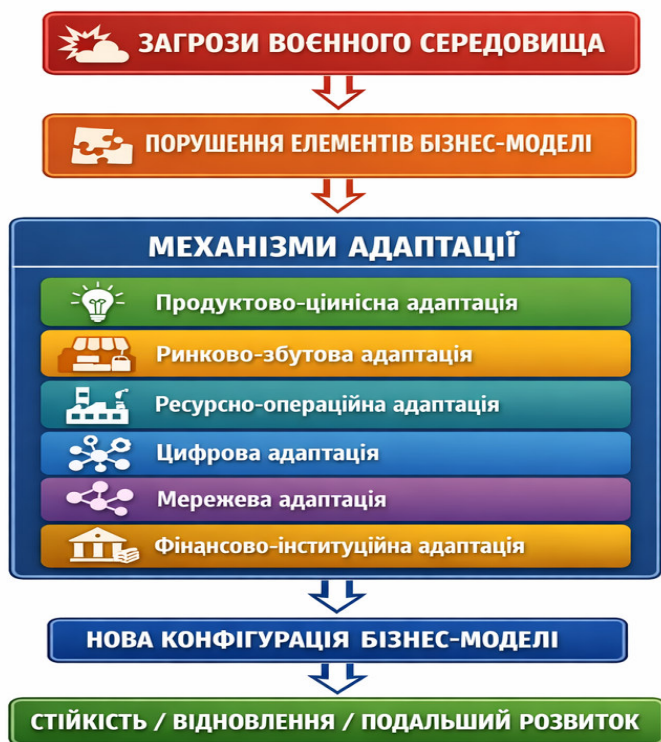 ЗАГРОЗИ ВОЄННОГО СЕРЕДОВИЩА
ПОРУШЕННЯ ЕЛЕМЕНТІВ БІЗНЕС-МОДЕЛІ
МЕХАНІЗМИ АДАПТАЦІЇ
Продуктово-ціинісна адаптація
Ринково-збутова адаптація
Ресурсно-операційна адаптація
Цифрова адаптація
Мережева адаптація
Фінансово-інституційна адаптація
НОВА КОНФІГУРАЦІЯ БІЗНЕС-МОДЕЛІ
СТІЙКІСТЬ / ВІДНОВЛЕННЯ / ПОДАЛЬШИЙ РОЗВИТОК